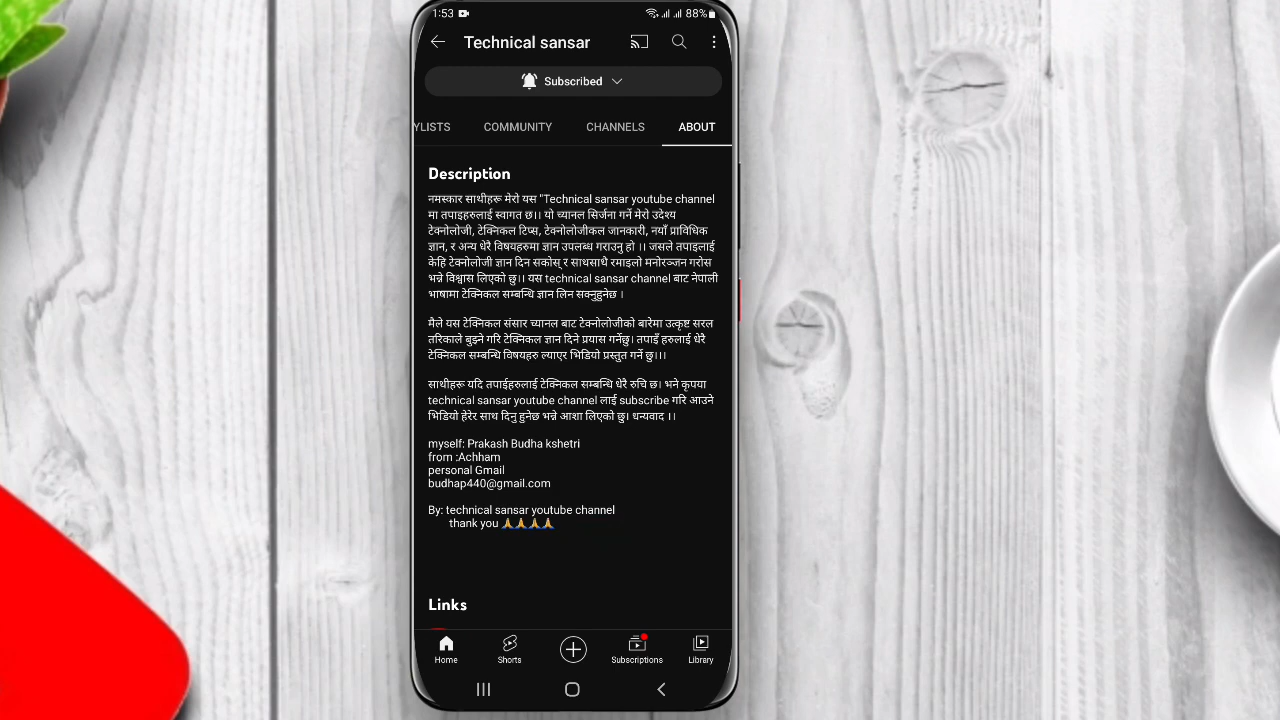 1:53
88%
Technical sansar
Subscribed
YLISTS COMMUNITY CHANNELS ABOUT
Description
नमस्कार साथीहरू मेरो यस "Technical sansar youtube channel
मा तपाइहरुलाई स्वागत छ।। यो च्यानल सिर्जना गर्ने मेरो उदेश्य
टेक्नोलोजी, टेक्निकल टिप्स, टेक्नोलोजीकल जानकारी, नयाँ प्राविधिक
ज्ञान, र अन्य धेरै विषयहरुमा ज्ञान उपलब्ध गराउनु हो ।। जसले तपाइलाई
केहि टेक्नोलोजी ज्ञान दिन सकोस् र साथसाथै रमाइलो मनोरञ्जन गरोस
भन्ने विश्वास लिएको छु।। यस technical sansar channel बाट नेपाली
भाषामा टेक्निकल सम्बन्धि ज्ञान लिन सक्नुहुनेछ ।
मैले यस टेक्निकल संसार च्यानल बाट टेक्नोलोजीको बारेमा उत्कृष्ट सरल
तरिकाले बुझ्ने गरि टेक्निकल ज्ञान दिने प्रयास गर्नेछु। तपाइँ हरुलाई धेरै
टेक्निकल सम्बन्धि विषयहरु ल्याएर भिडियो प्रस्तुत गर्ने छु।।।
साथीहरू यदि तपाईहरुलाई टेक्निकल सम्बन्धि धेरै रुचि छ। भने कृपया
technical sansar youtube channel लाई subscribe गरि आउने
भिडियो हेरेर साथ दिनु हुनेछ भन्ने आशा लिएको छु। धन्यवाद ।।
myself: Prakash Budha kshetri
from :Achham
personal Gmail
budhap440@gmail.com
By: technical sansar youtube channel
thank you 🙏🙏🙏🙏
Links
Home Shorts Subscriptions Library